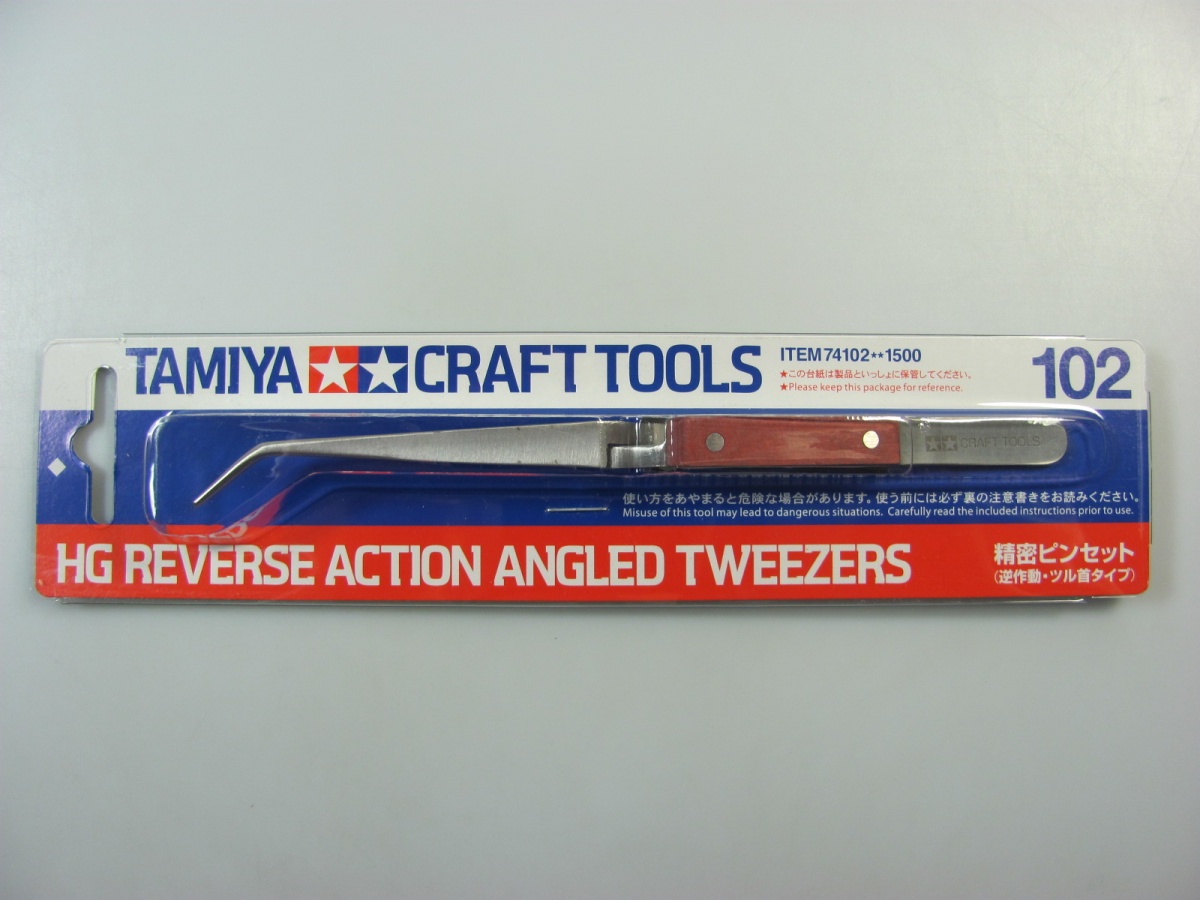 TAMIYA CRAFT TOOLS
ITEM 74102**1500
★この台紙は製品といっしょに保管してください。
★Please keep this package for reference.
102
CRAFT TOOLS
使い方をあやまると危険な場合があります。使う前には必ず裏の注意書きをお読みください。
Misuse of this tool may lead to dangerous situations. Carefully read the included instructions prior to use.
HG REVERSE ACTION ANGLED TWEEZERS
精密ピンセット
(逆作動・ツル首タイプ)